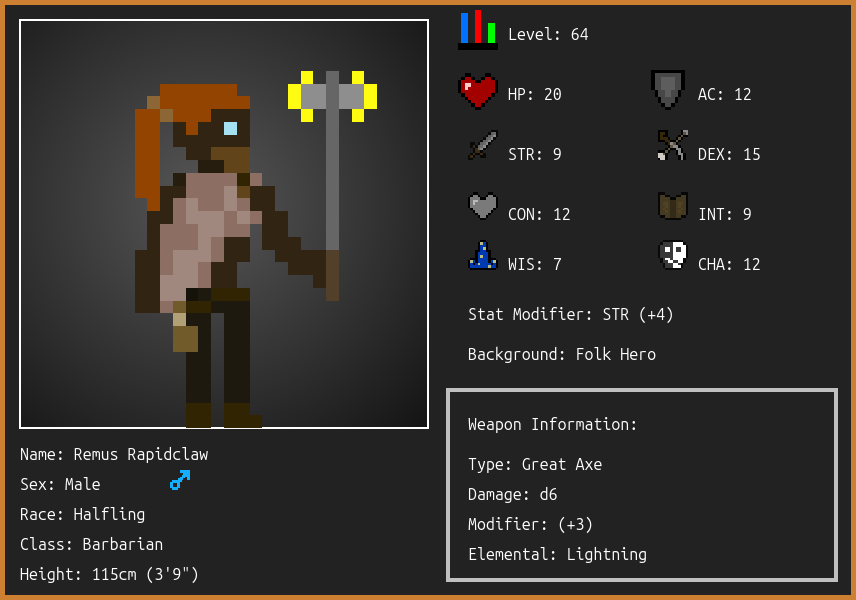 Level: 64
HP: 20
AC: 12
STR: 9
DEX: 15
CON: 12
INT: 9
WIS: 7
CHA: 12
Stat Modifier: STR (+4)
Background: Folk Hero
Weapon Information:
Type: Great Axe
Damage: d6
Modifier: (+3)
Elemental: Lightning
Name: Remus Rapidclaw
Sex: Male
Race: Halfling
Class: Barbarian
Height: 115cm (3'9")